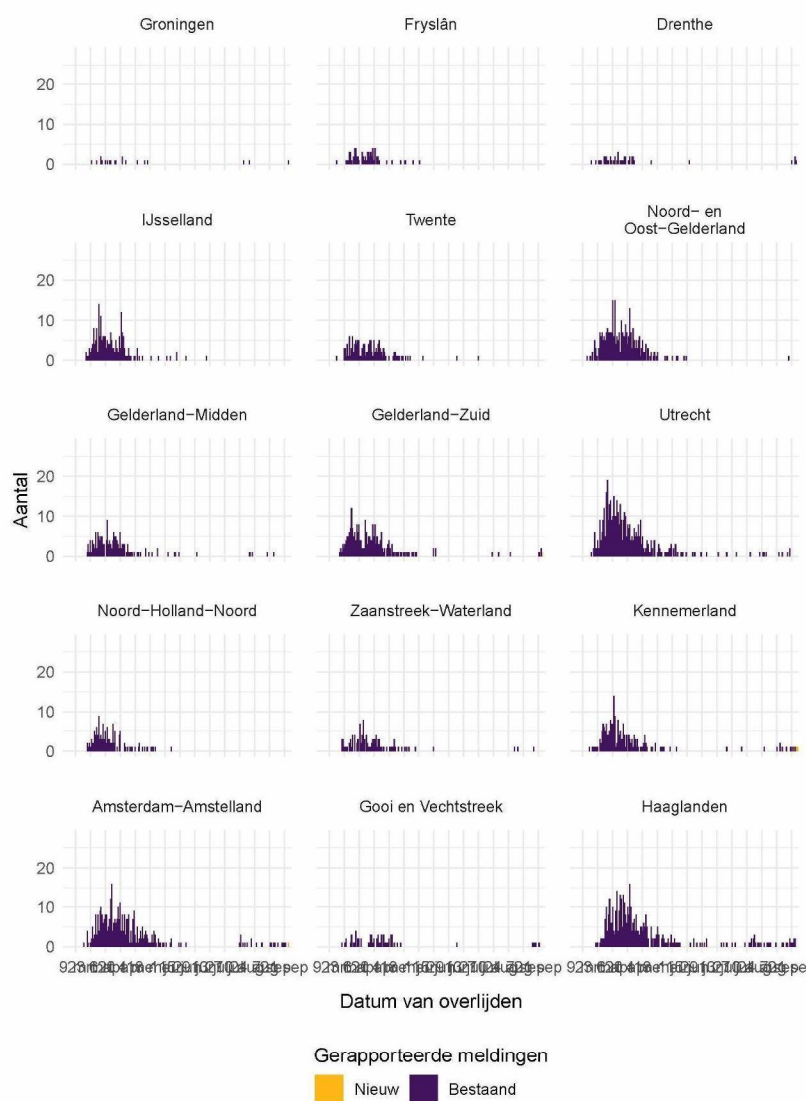 Groningen
Fryslân
Drenthe
20
10
0
IJsselland
Twente
Noord- en
Oost-Gelderland
20
10
0
Gelderland-Midden
Gelderland-Zuid
Utrecht
20
10
0
Noord-Holland-Noord
Zaanstreek-Waterland
Kennemerland
20
10
0
Amsterdam-Amstelland
Gooi en Vechtstreek
Haaglanden
20
10
0
Aantal
Datum van overlijden
Gerapporteerde meldingen
Nieuw Bestaand